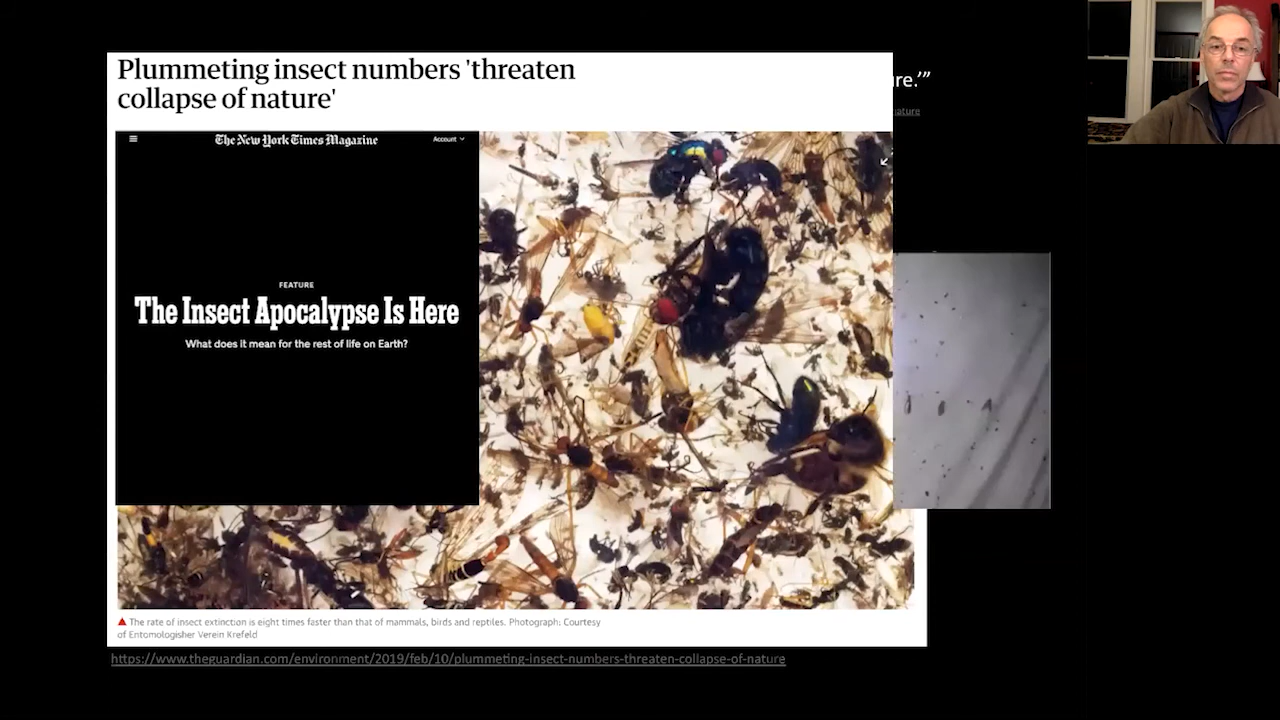 Plummeting insect numbers 'threaten
collapse of nature'
re.’”
nature
The New York Times Magazine
Account
FEATURE
The Insect Apocalypse Is Here
What does it mean for the rest of life on Earth?
The rate of insect extinction is eight times faster than that of mammals, birds and reptiles. Photograph: Courtesy
of Entomologisher Verein Krefeld
https://www.theguardian.com/environment/2019/feb/10/plummeting-insect-numbers-threaten-collapse-of-nature